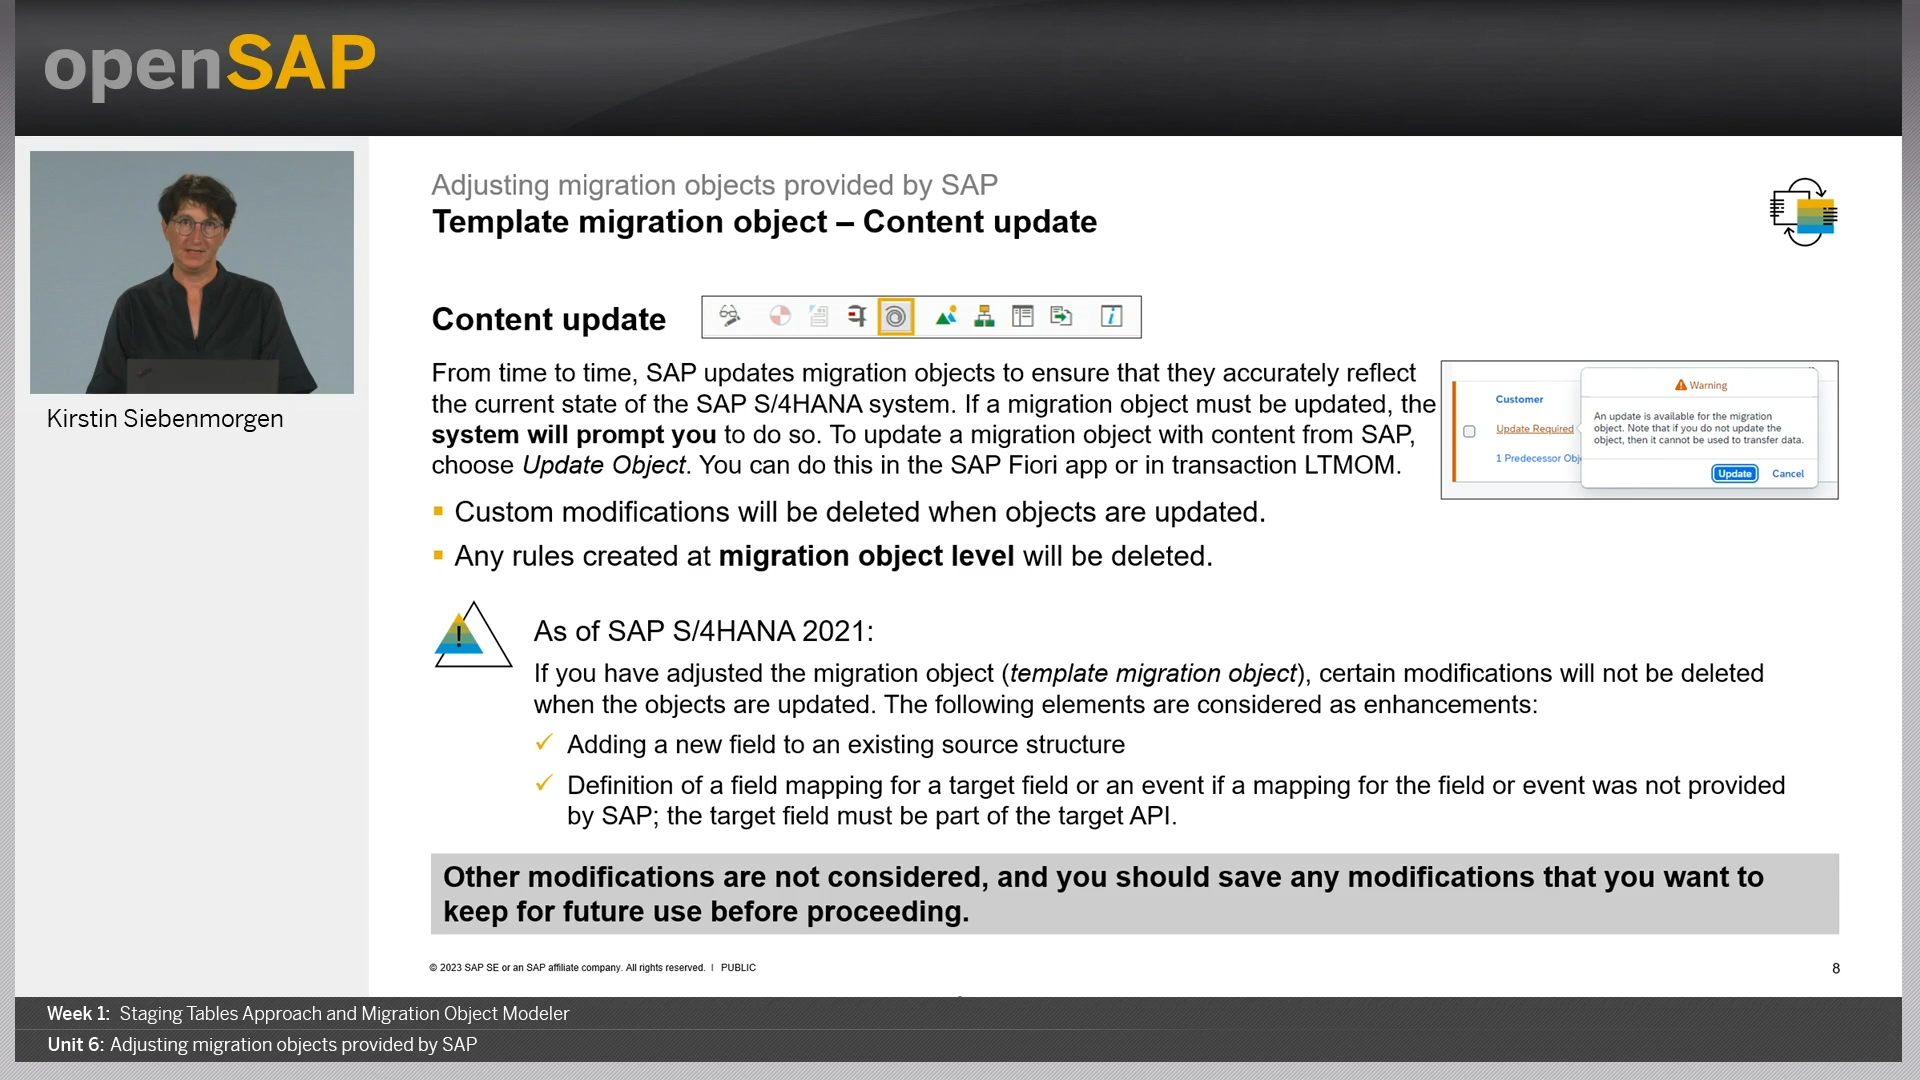 openSAP
Kirstin Siebenmorgen
Adjusting migration objects provided by SAP
Template migration object – Content update
Content update
From time to time, SAP updates migration objects to ensure that they accurately reflect
the current state of the SAP S/4HANA system. If a migration object must be updated, the
system will prompt you to do so. To update a migration object with content from SAP,
choose Update Object. You can do this in the SAP Fiori app or in transaction LTMOM.
Customer
Update Required
1 Predecessor Obj
Warning
An update is available for the migration
object. Note that if you do not update the
object, then it cannot be used to transfer data.
Update Cancel
▪ Custom modifications will be deleted when objects are updated.
▪ Any rules created at migration object level will be deleted.
!
As of SAP S/4HANA 2021:
If you have adjusted the migration object (template migration object), certain modifications will not be deleted
when the objects are updated. The following elements are considered as enhancements:
✓ Adding a new field to an existing source structure
✓ Definition of a field mapping for a target field or an event if a mapping for the field or event was not provided
by SAP; the target field must be part of the target API.
Other modifications are not considered, and you should save any modifications that you want to
keep for future use before proceeding.
© 2023 SAP SE or an SAP affiliate company. All rights reserved. | PUBLIC
8
Week 1: Staging Tables Approach and Migration Object Modeler
Unit 6: Adjusting migration objects provided by SAP